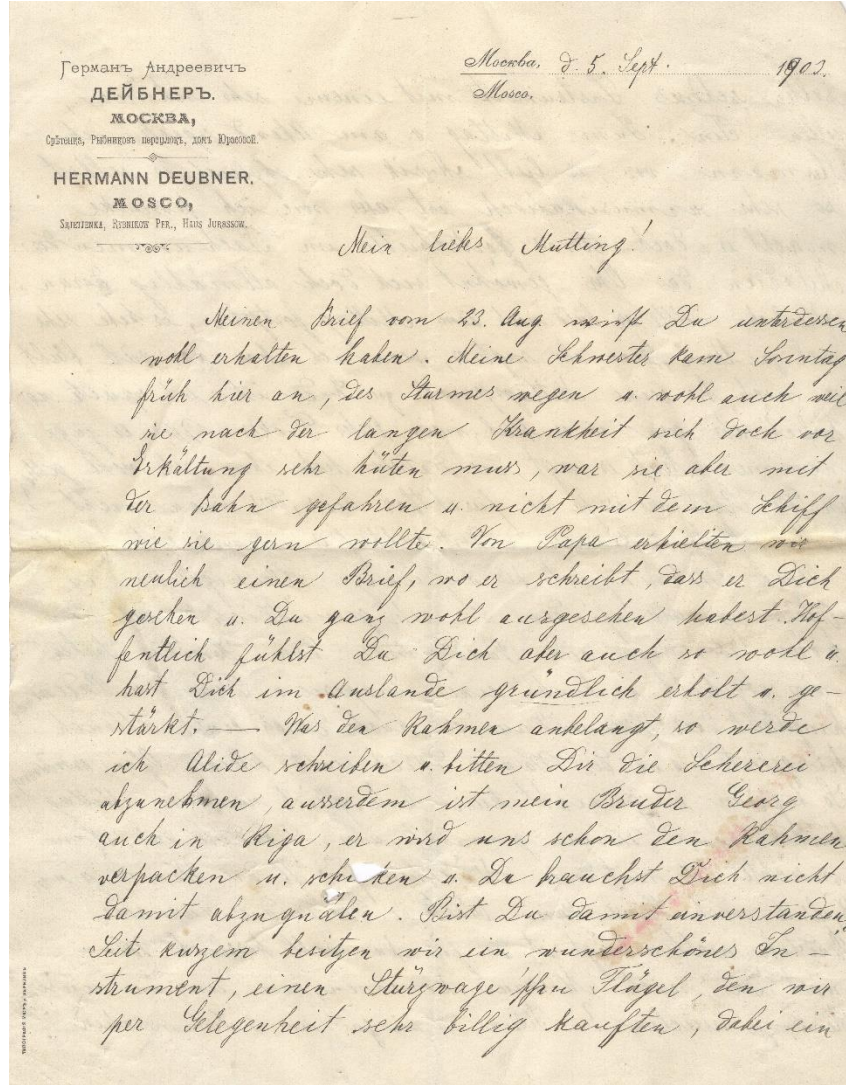 Германъ Андреевичъ
ДЕЙБНЕРЪ.
МОСКВА,
Срѣтенка, Рыбниковъ переулокъ, домъ Юрасовой.
HERMANN DEUBNER.
MOSCO,
Srietjenka, Rybnikow Per., Haus Jurassow.
Москва, d. 5. Sept. 1903.
Mosco.
Mein liebs Mutting!
Meinen Brief vom 23. Aug. wirst Du unterdessen
wohl erhalten haben. Meine Schwester kam Sonntag
früh hier an, des Sturmes wegen u. wohl auch weil
sie nach der langen Krankheit sich doch vor
Erkältung sehr hüten muss, war sie aber mit
der Bahn gefahren u. nicht mit dem Schiff
wie sie gern wollte. Von Papa erhielten wir
neulich einen Brief, wo er schreibt, dass er Dich
gesehen u. Du ganz wohl ausgesehen habest. Hof-
fentlich fühlst Du Dich aber auch so wohl u.
hast Dich im Auslande gründlich erholt u. ge-
stärkt. — Was den Rahmen anbelangt, so werde
ich Alide schreiben u. bitten Dir die Schererei
abzunehmen, ausserdem ist mein Bruder Georg
auch in Riga, er wird uns schon den Rahmen
verpacken u. schicken u. Du brauchst Dich nicht
damit abzuquälen. Bist Du damit einverstanden?
Seit kurzem besitzen wir ein wunderschönes In-
strument, einen Stürzwage'schen Flügel, den wir
per Gelegenheit sehr billig kauften, dabei ein